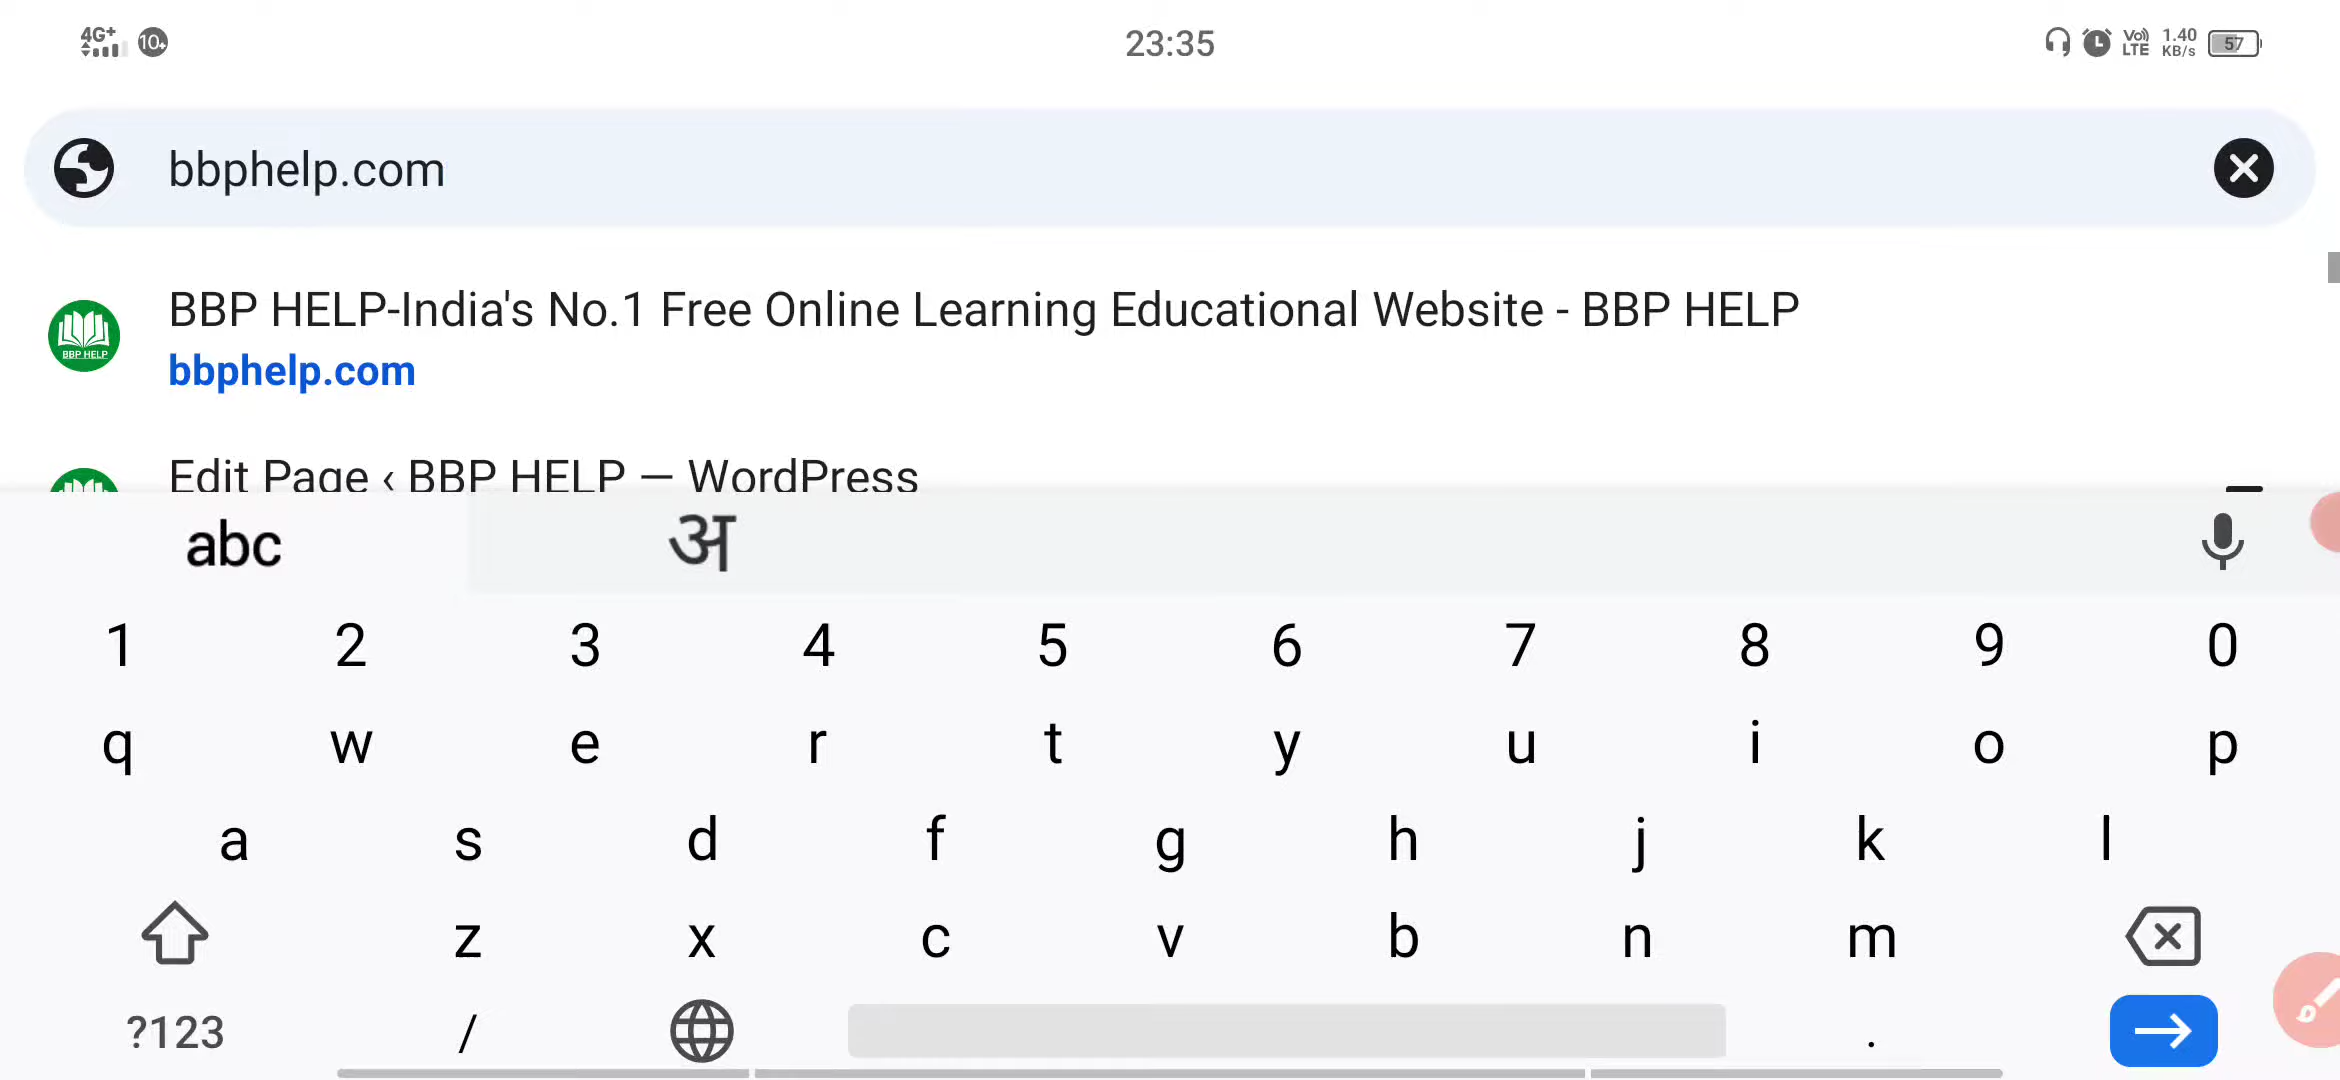 4G+ 10+ 23:35 Vo) LTE 1.40 KB/s 57
bbphelp.com
BBP HELP-India's No.1 Free Online Learning Educational Website - BBP HELP
BBP HELP
bbphelp.com
Edit Page ‹ BBP HELP — WordPress
abc अ
1 2 3 4 5 6 7 8 9 0
q w e r t y u i o p
a s d f g h j k l
z x c v b n m
?123 / .